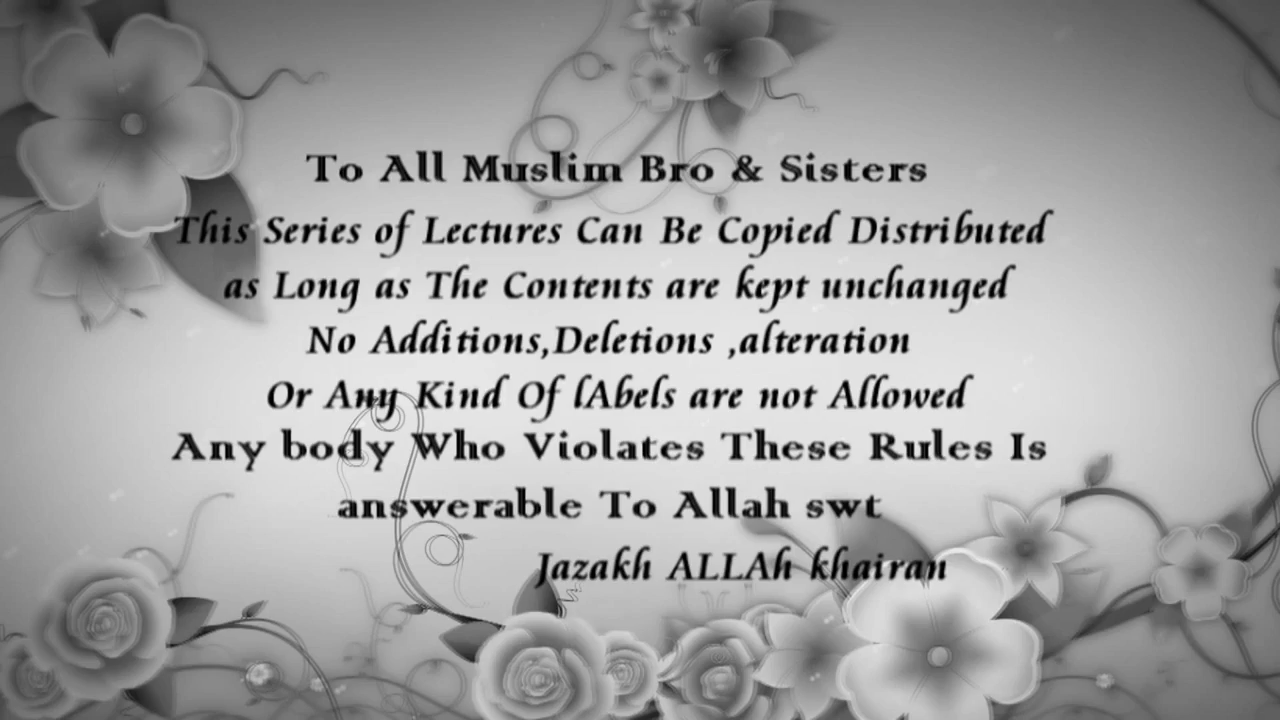 To All Muslim Bro & Sisters
This Series of Lectures Can Be Copied Distributed
as Long as The Contents are kept unchanged
No Additions,Deletions ,alteration
Or Any Kind Of lAbels are not Allowed
Any body Who Violates These Rules Is
answerable To Allah swt
Jazakh ALLAh khairan